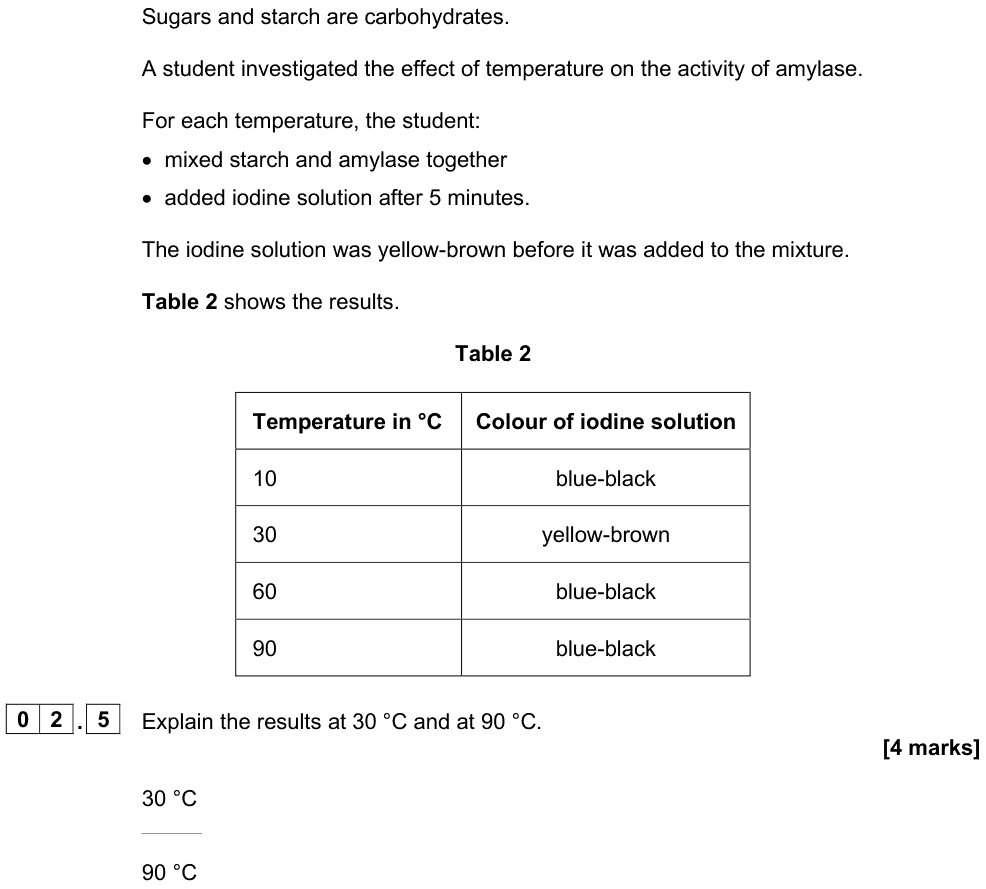 Sugars and starch are carbohydrates.
A student investigated the effect of temperature on the activity of amylase.
For each temperature, the student:
• mixed starch and amylase together
• added iodine solution after 5 minutes.
The iodine solution was yellow-brown before it was added to the mixture.
Table 2 shows the results.
Table 2
Temperature in °C Colour of iodine solution
10 blue-black
30 yellow-brown
60 blue-black
90 blue-black
0 2 . 5 Explain the results at 30 °C and at 90 °C.
[4 marks]
30 °C
90 °C